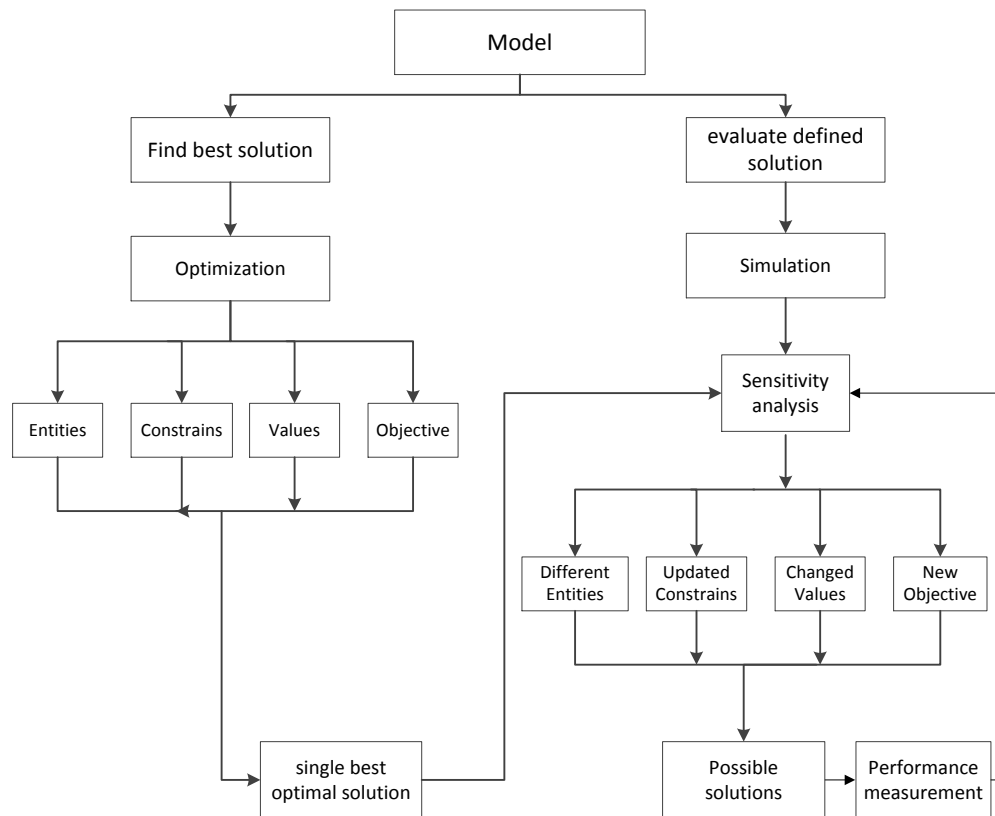 Model
Find best solution
evaluate defined
solution
Optimization
Simulation
Sensitivity
analysis
Entities
Constrains
Values
Objective
Different
Entities
Updated
Constrains
Changed
Values
New
Objective
single best
optimal solution
Possible
solutions
Performance
measurement